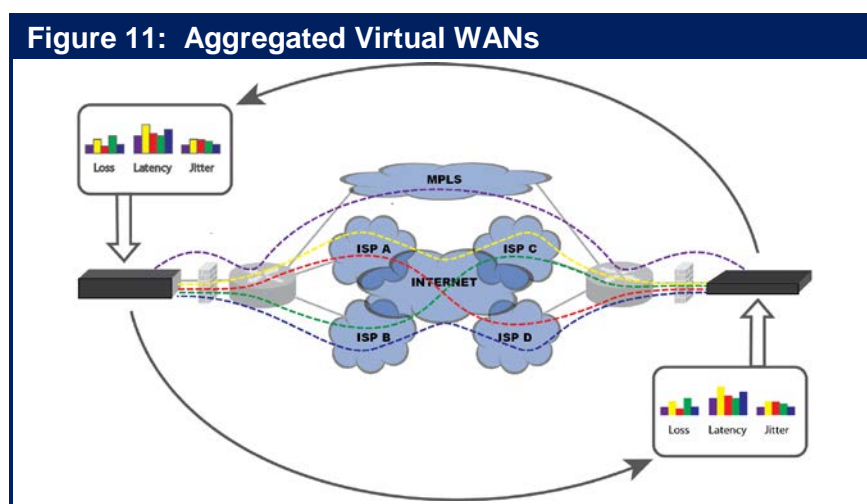 Figure 11: Aggregated Virtual WANs
Loss Latency Jitter
MPLS
ISP A
ISP C
INTERNET
ISP B
ISP D
Loss Latency Jitter